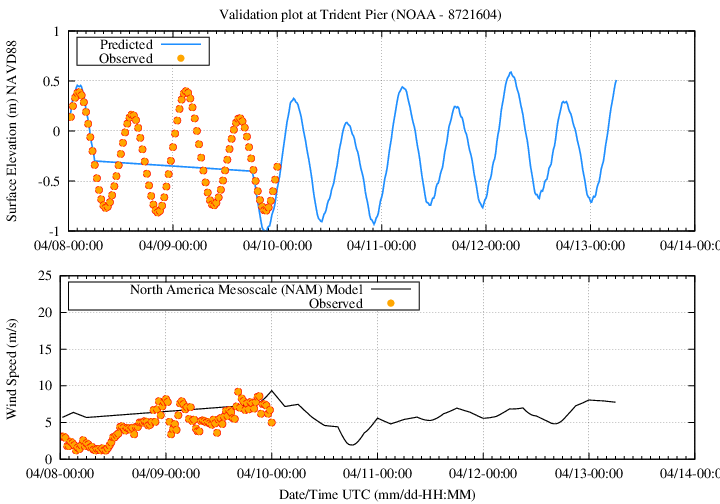 Validation plot at Trident Pier (NOAA - 8721604)
Surface Elevation (m) NAVD88
Predicted
Observed
1
0.5
0
-0.5
-1
04/08-00:00 04/09-00:00 04/10-00:00 04/11-00:00 04/12-00:00 04/13-00:00 04/14-00:0
Wind Speed (m/s)
North America Mesoscale (NAM) Model
Observed
25
20
15
10
5
0
04/08-00:00 04/09-00:00 04/10-00:00 04/11-00:00 04/12-00:00 04/13-00:00 04/14-00:0
Date/Time UTC (mm/dd-HH:MM)